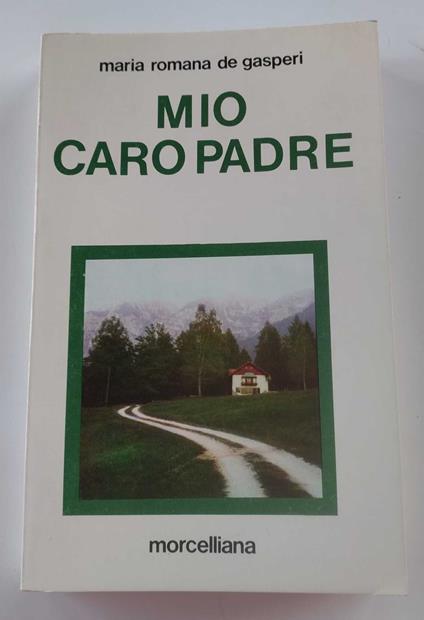 maria romana de gasperi
MIO
CARO PADRE
morcelliana